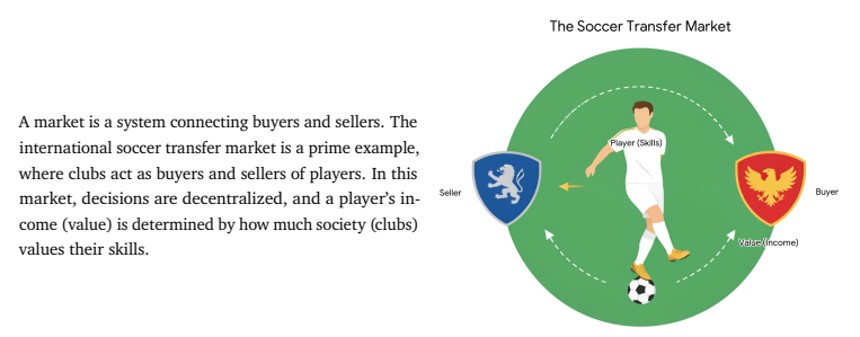 The Soccer Transfer Market
A market is a system connecting buyers and sellers. The
international soccer transfer market is a prime example,
where clubs act as buyers and sellers of players. In this
market, decisions are decentralized, and a player's in-
come (value) is determined by how much society (clubs)
values their skills.
Player (Skills)
Seller
Buyer
Value (Income)